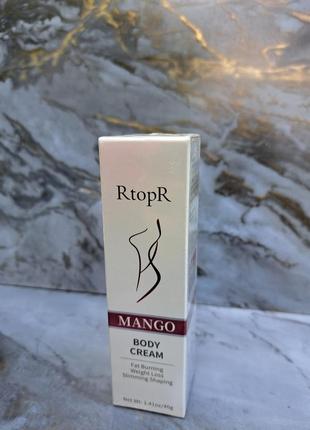 RtopR
MANGO
BODY
CREAM
Fat Burning
Weight Loss
Slimming Shaping
Net Wt: 1.41oz/40g